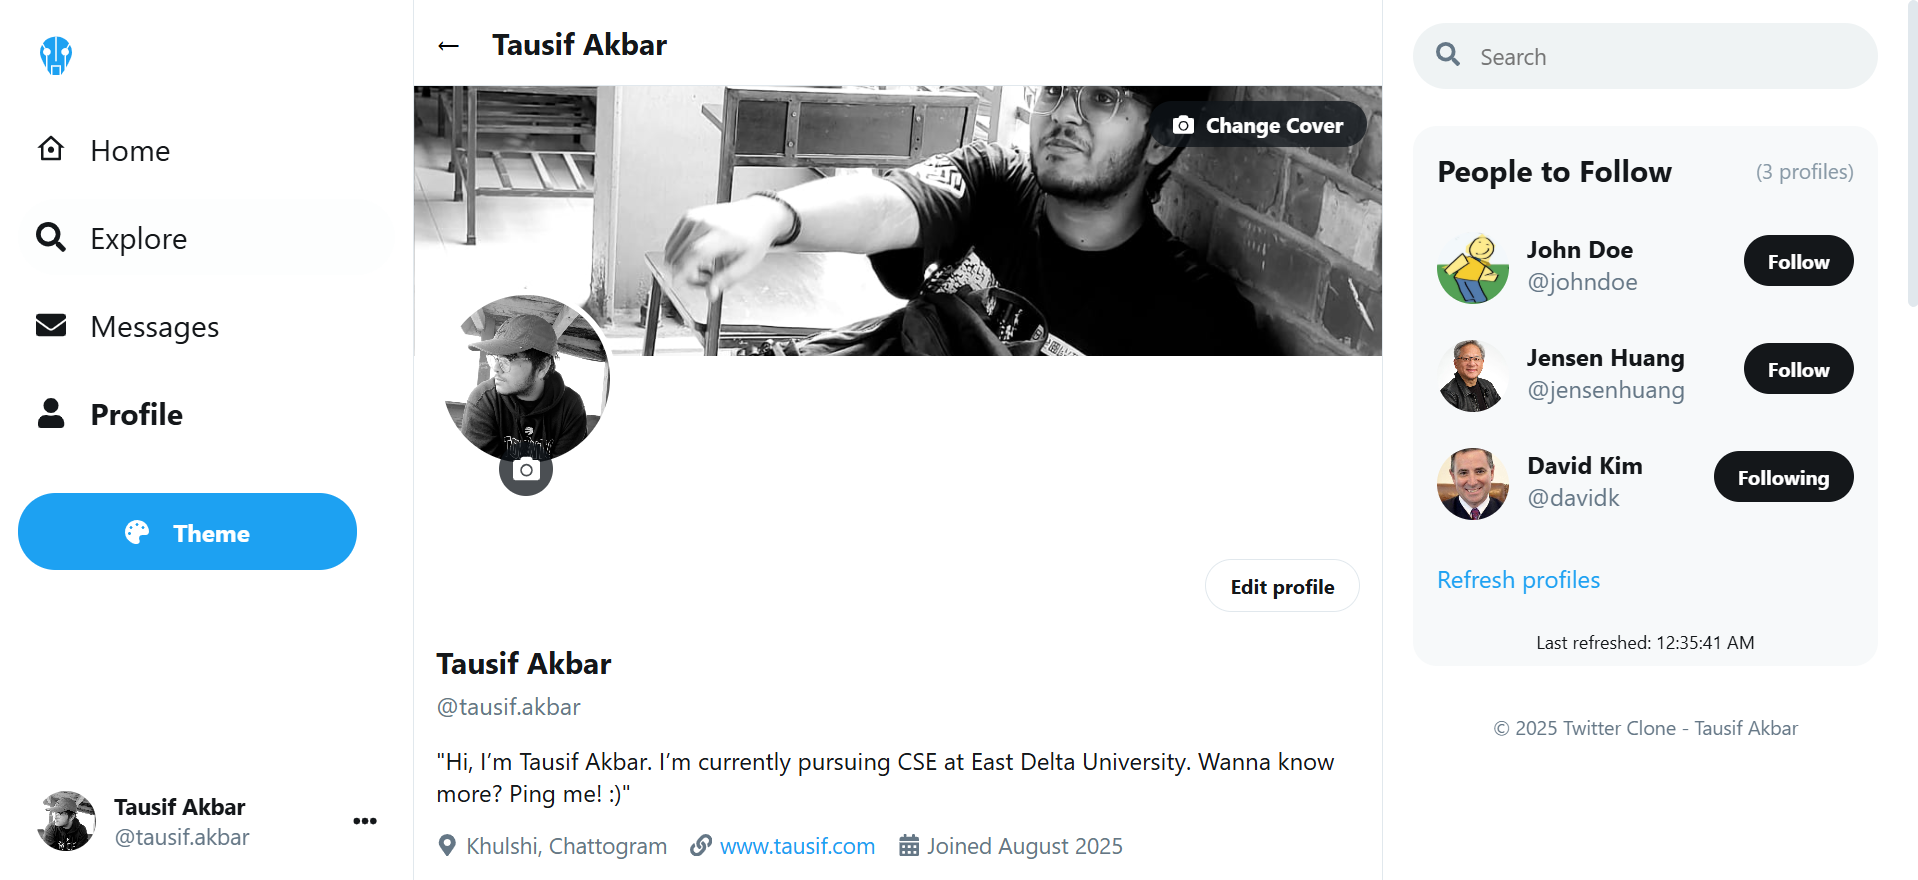 Home
Explore
Messages
Profile
Theme
Tausif Akbar
@tausif.akbar
•••
← Tausif Akbar
Change Cover
Edit profile
Tausif Akbar
@tausif.akbar
"Hi, I’m Tausif Akbar. I’m currently pursuing CSE at East Delta University. Wanna know
more? Ping me! :)"
Khulshi, Chattogram www.tausif.com Joined August 2025
Search
People to Follow (3 profiles)
John Doe
@johndoe
Follow
Jensen Huang
@jensenhuang
Follow
David Kim
@davidk
Following
Refresh profiles
Last refreshed: 12:35:41 AM
© 2025 Twitter Clone - Tausif Akbar